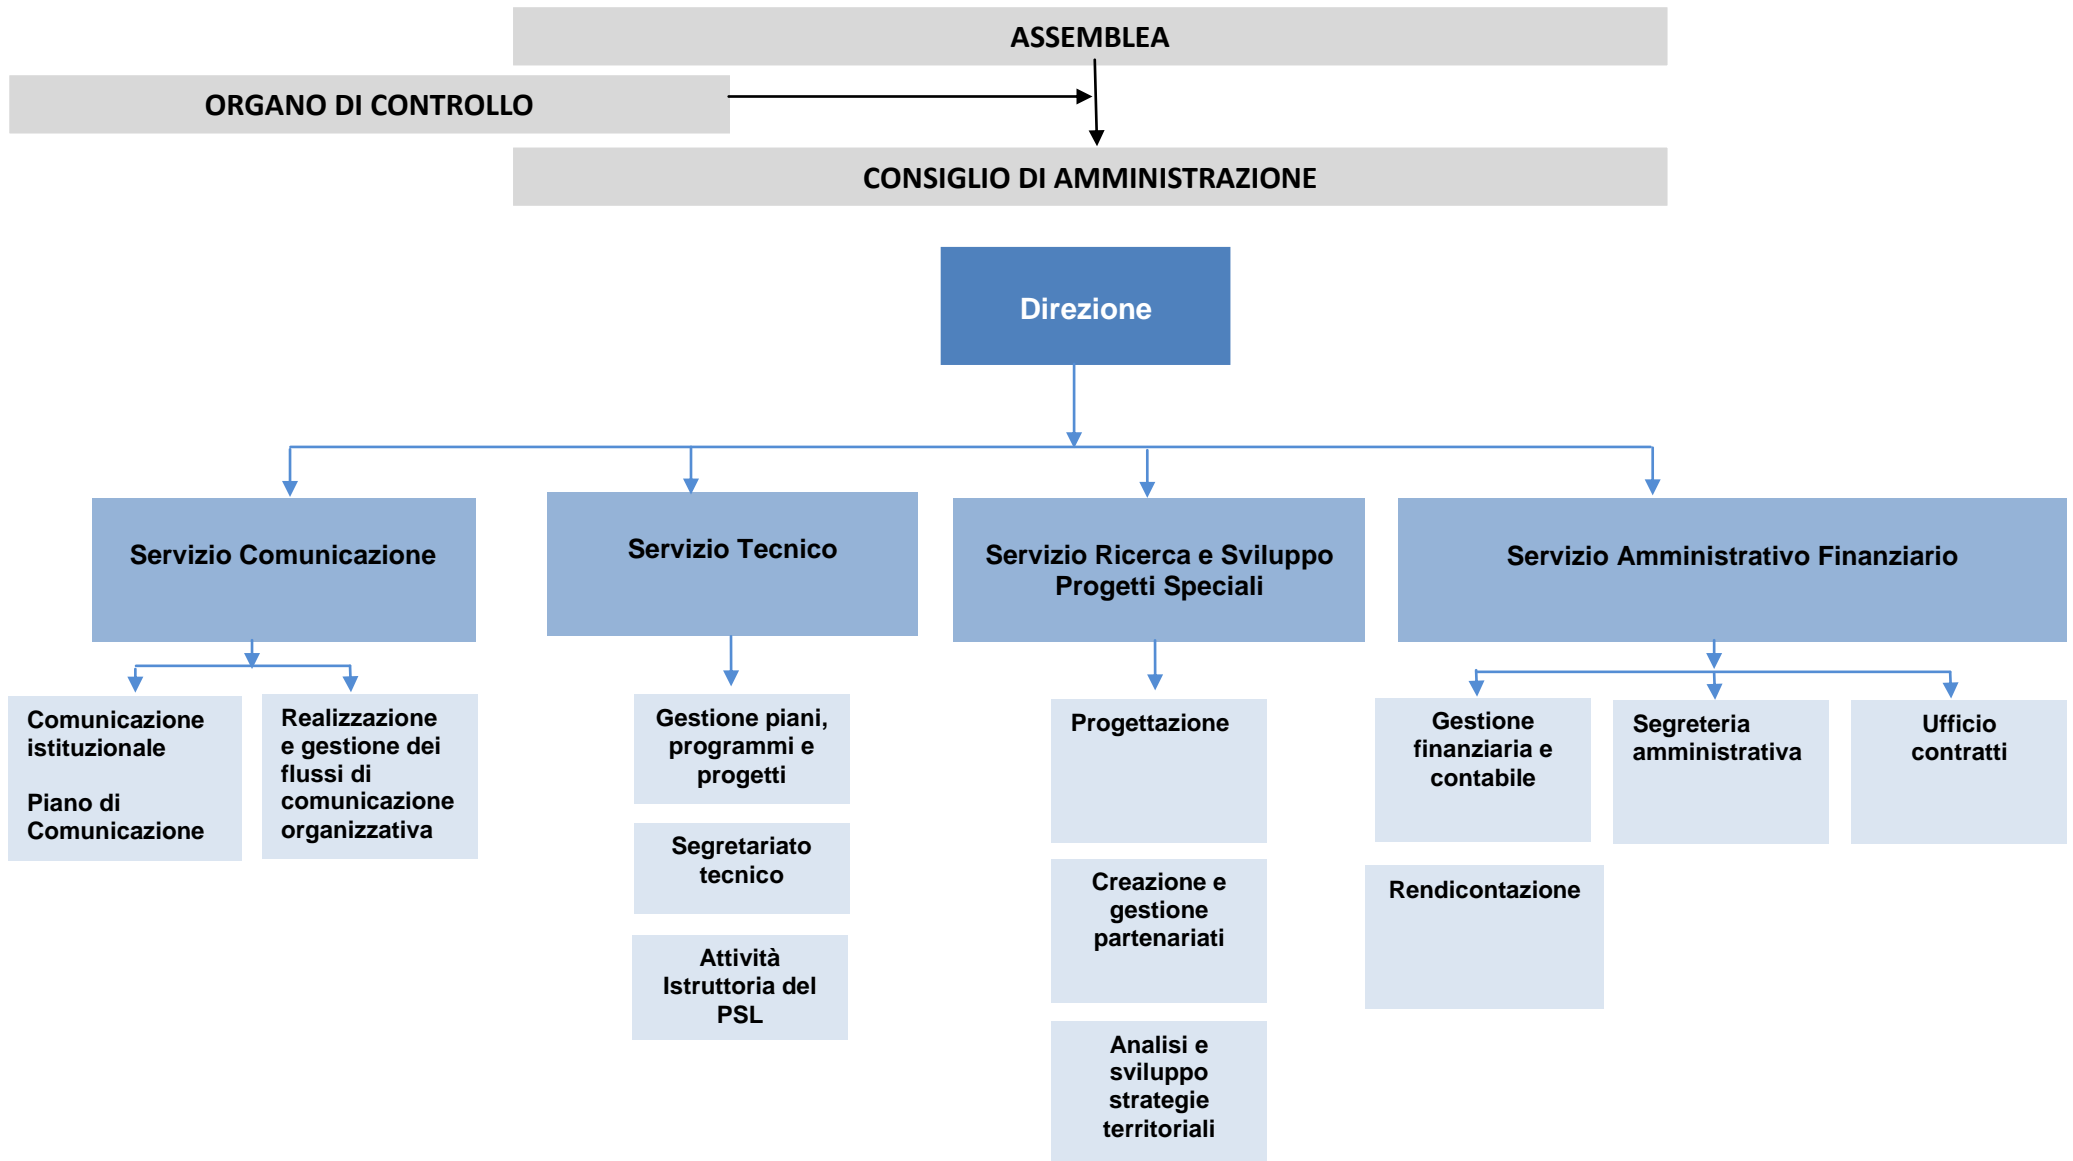 ASSEMBLEA
ORGANO DI CONTROLLO
CONSIGLIO DI AMMINISTRAZIONE
Direzione
Servizio Comunicazione
Servizio Tecnico
Servizio Ricerca e Sviluppo
Progetti Speciali
Servizio Amministrativo Finanziario
Comunicazione
istituzionale
Piano di
Comunicazione
Realizzazione
e gestione dei
flussi di
comunicazione
organizzativa
Gestione piani,
programmi e
progetti
Segretariato
tecnico
Attività
Istruttoria del
PSL
Progettazione
Creazione e
gestione
partenariati
Analisi e
sviluppo
strategie
territoriali
Gestione
finanziaria e
contabile
Segreteria
amministrativa
Ufficio
contratti
Rendicontazione